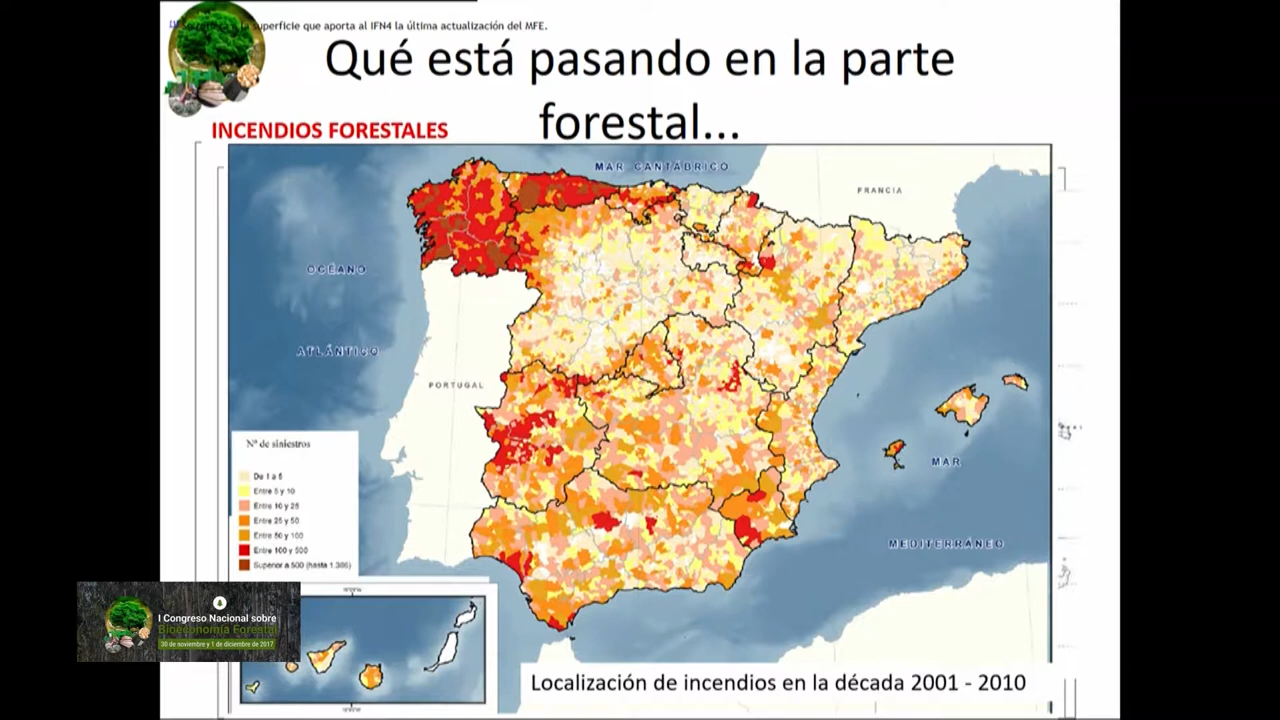 superficie que aporta al IFN4 la última actualización del MFE.
Qué está pasando en la parte
forestal...
INCENDIOS FORESTALES
MAR CANTÁBRICO
FRANCIA
OCÉANO
ATLÁNTICO
PORTUGAL
Nº de siniestros
De 1 a 5
Entre 5 y 10
Entre 10 y 25
Entre 25 y 50
Entre 50 y 100
Entre 100 y 500
Superior a 500 (hasta 1.386)
MAR
MEDITERRÁNEO
I Congreso Nacional sobre
Bioeconomía Forestal
30 de noviembre y 1 de diciembre de 2017
Localización de incendios en la década 2001 - 2010